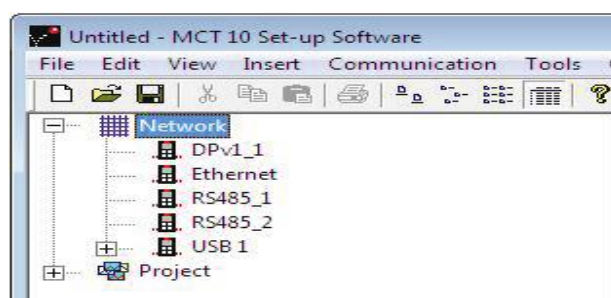 Untitled - MCT 10 Set-up Software
File Edit View Insert Communication Tools
Network
DPv1_1
Ethernet
RS485_1
RS485_2
USB 1
Project